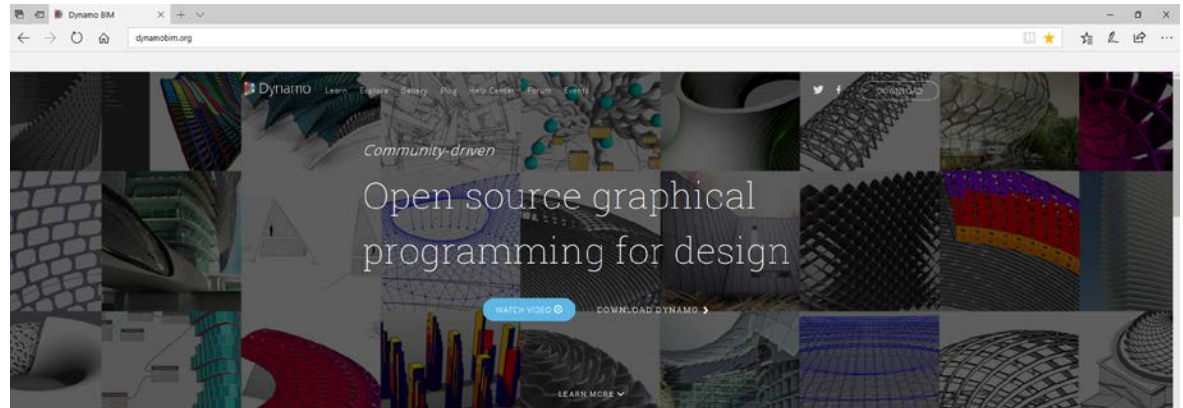 Dynamo BIM
dynamobim.org
Dynamo Learn Explore Gallery Blog Help Center Forum Events DOWNLOAD
Community-driven
Open source graphical
programming for design
WATCH VIDEO DOWNLOAD DYNAMO
LEARN MORE